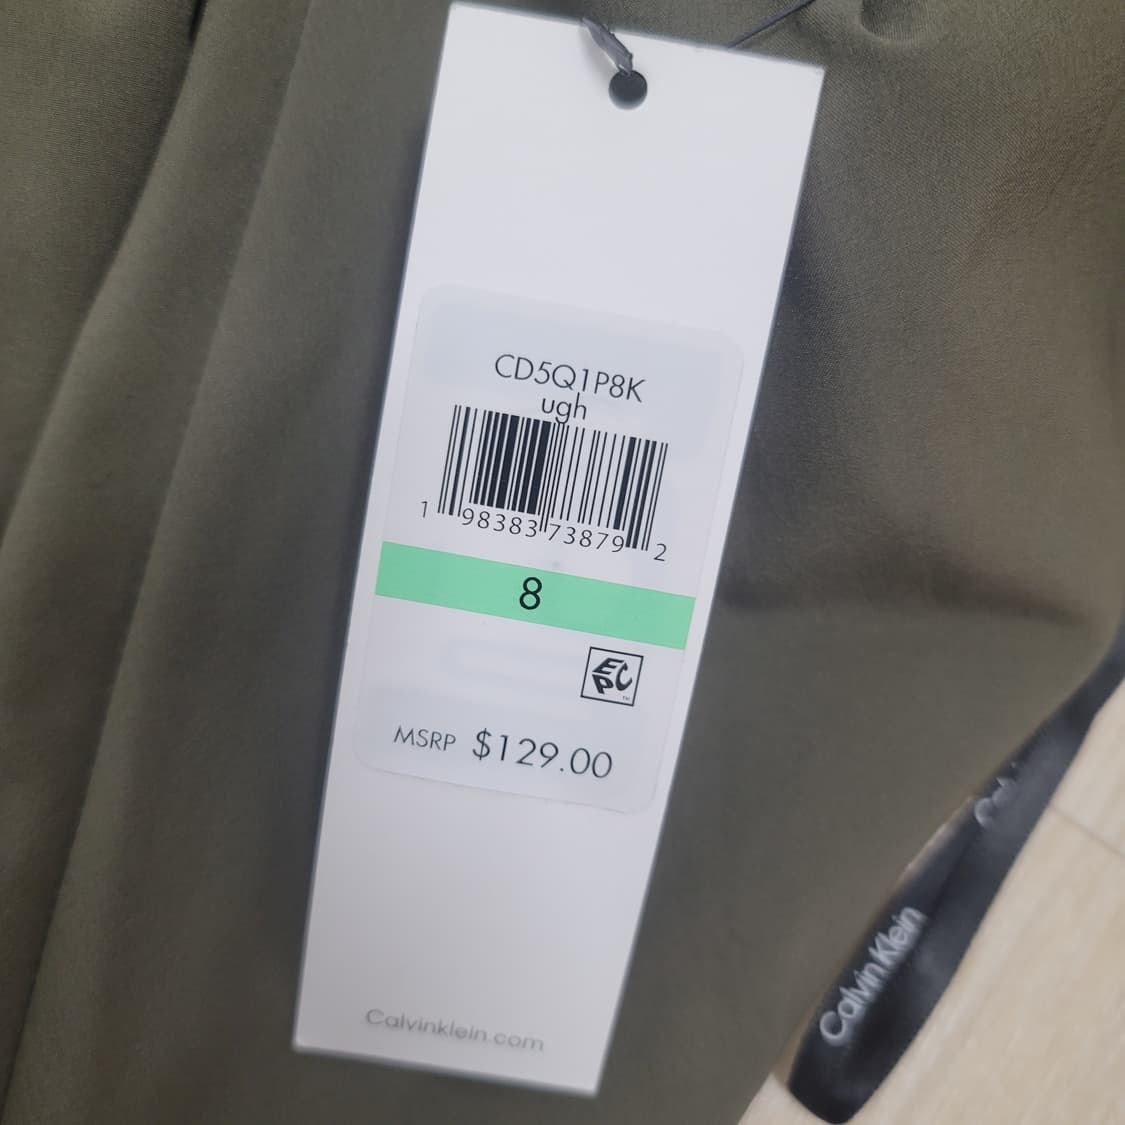 CD5Q1P8K
ugh
1 98383 73879 2
8
EPC
MSRP $129.00
Calvinklein.com
Calvin Klein